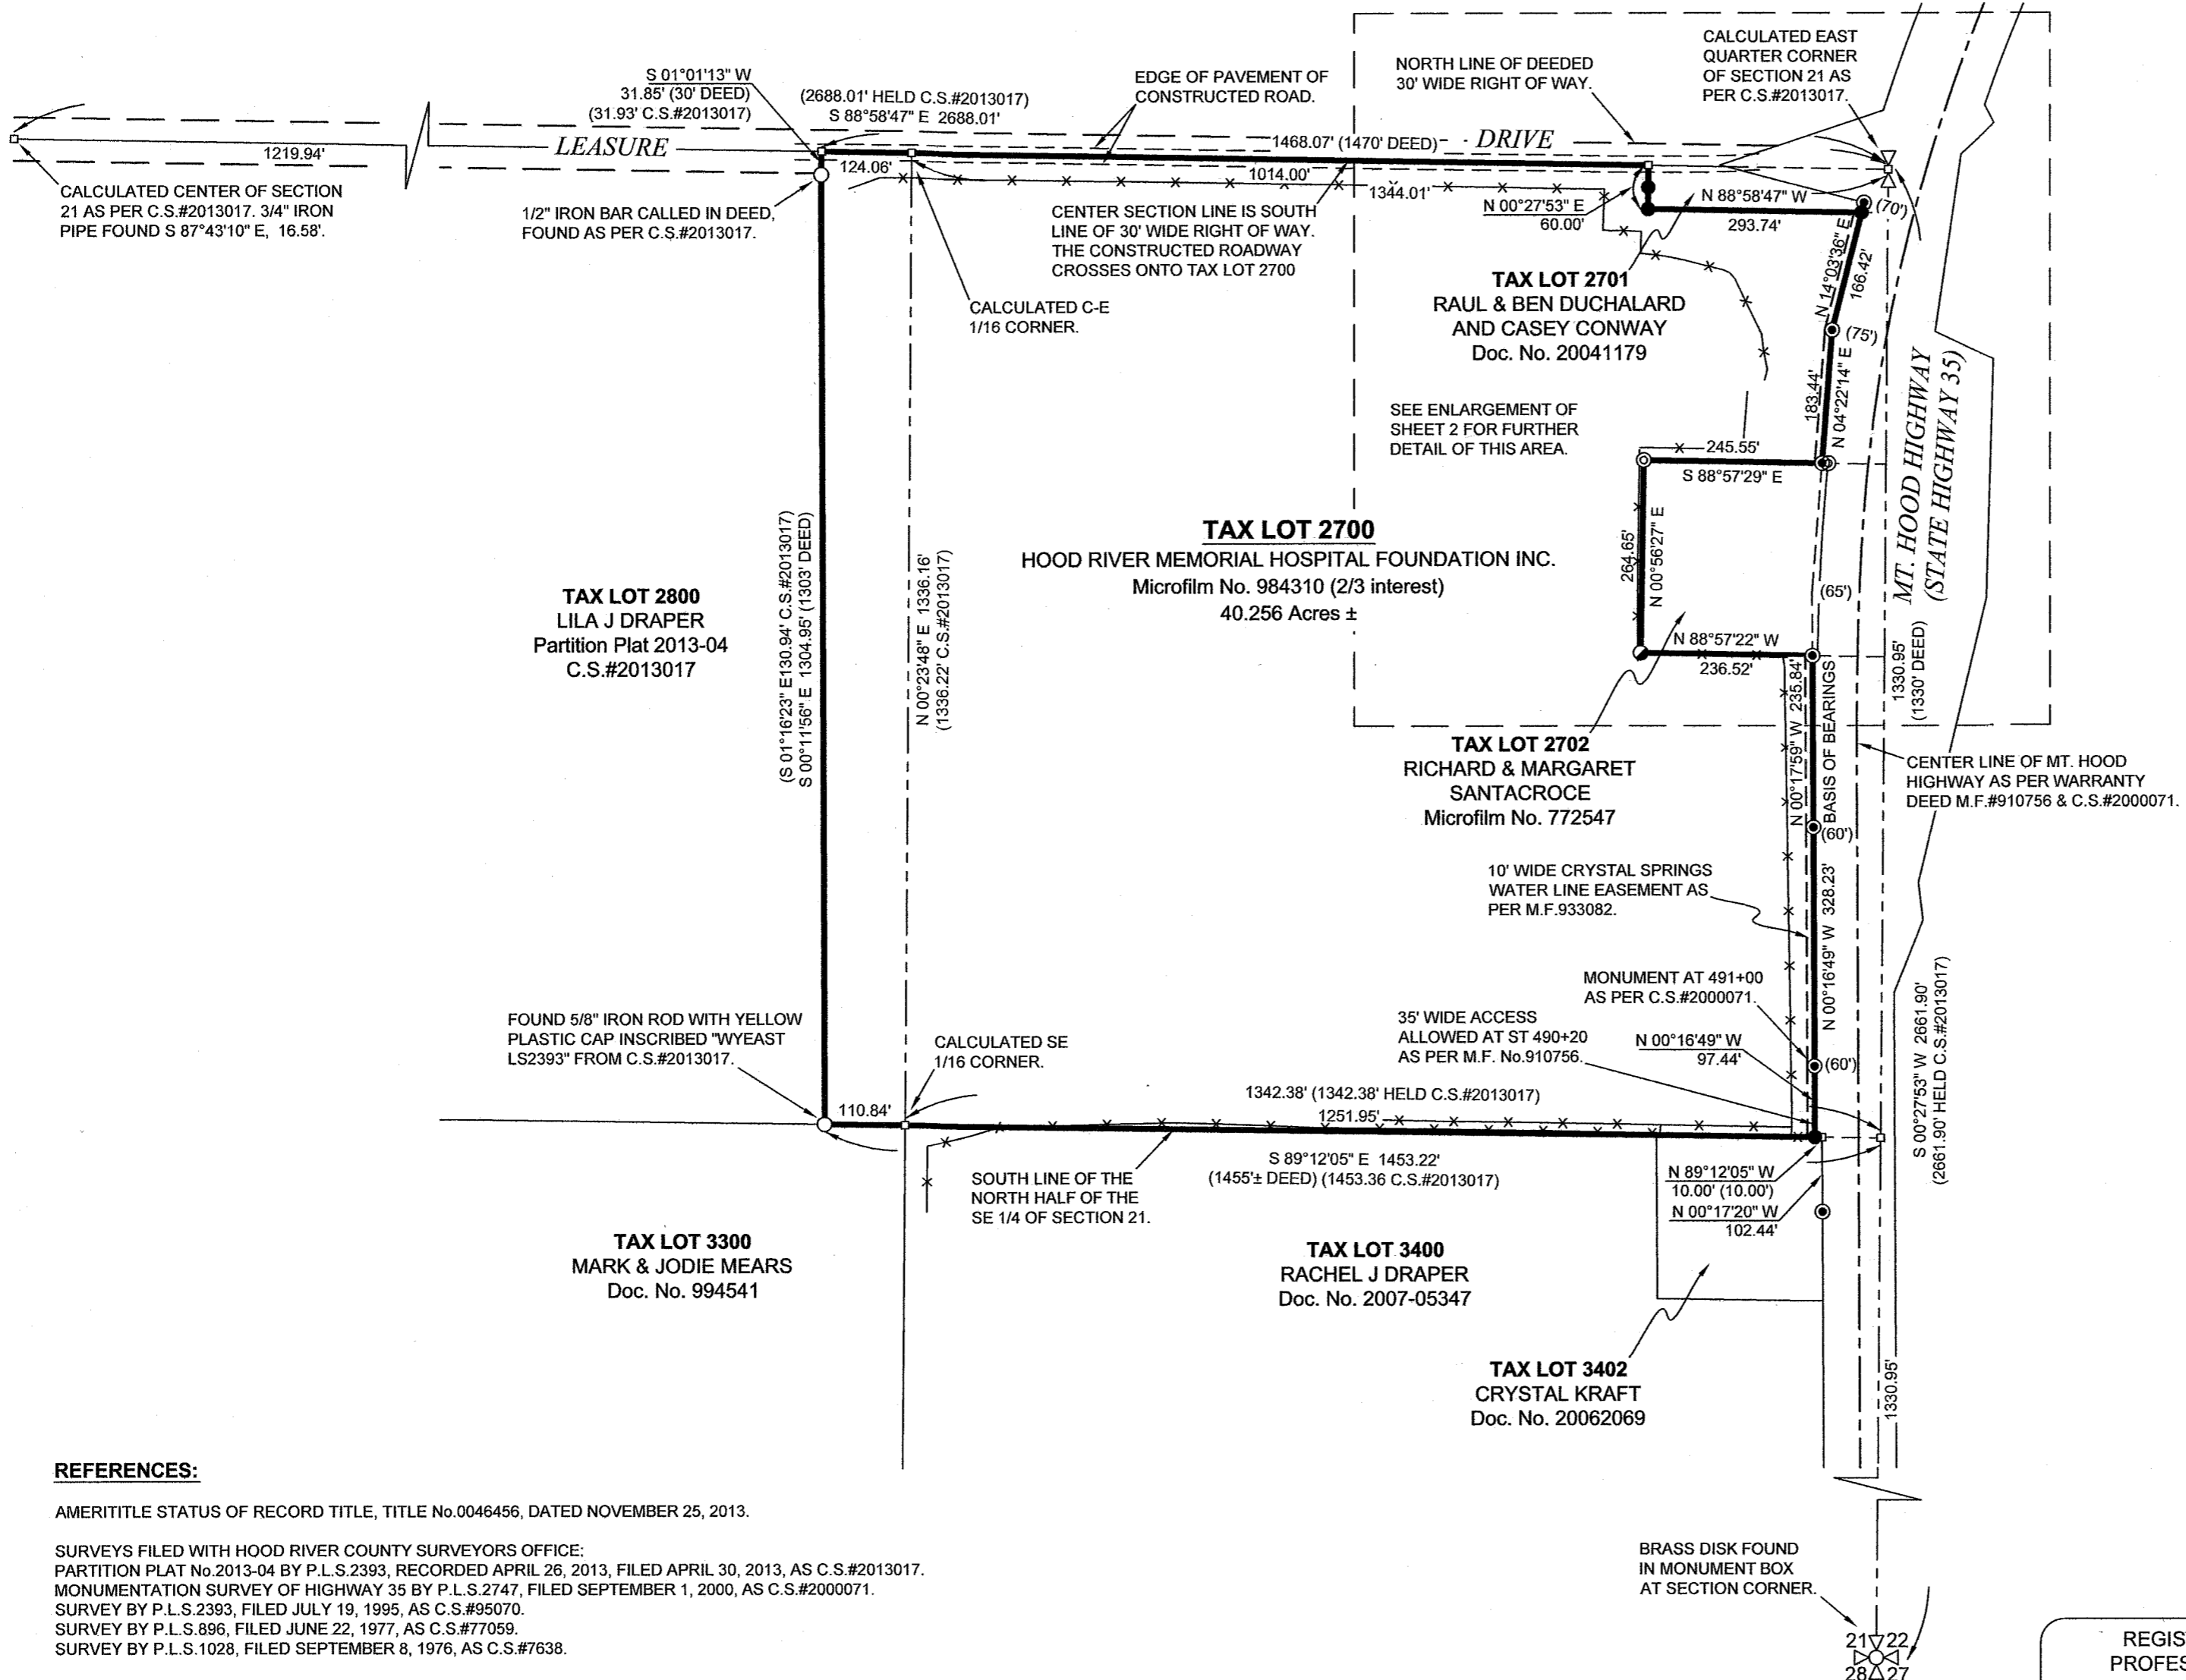 S 01°01'13" W
31.85' (30' DEED)
(31.93' C.S.#2013017)
(2688.01' HELD C.S.#2013017)
S 88°58'47" E 2688.01'
EDGE OF PAVEMENT OF
CONSTRUCTED ROAD.
NORTH LINE OF DEEDED
30' WIDE RIGHT OF WAY.
CALCULATED EAST
QUARTER CORNER
OF SECTION 21 AS
PER C.S.#2013017.
1219.94'
LEASURE
DRIVE
1468.07' (1470' DEED)
124.06'
1014.00'
1344.01'
CALCULATED CENTER OF SECTION
21 AS PER C.S.#2013017. 3/4" IRON
PIPE FOUND S 87°43'10" E, 16.58'.
1/2" IRON BAR CALLED IN DEED,
FOUND AS PER C.S.#2013017.
CENTER SECTION LINE IS SOUTH
LINE OF 30' WIDE RIGHT OF WAY.
THE CONSTRUCTED ROADWAY
CROSSES ONTO TAX LOT 2700
N 00°27'53" E
60.00'
N 88°58'47" W
293.74'
(70')
CALCULATED C-E
1/16 CORNER.
TAX LOT 2701
RAUL & BEN DUCHALARD
AND CASEY CONWAY
Doc. No. 20041179
N 14°03'36" E
166.42'
(75')
183.44'
N 04°22'14" E
MT. HOOD HIGHWAY
(STATE HIGHWAY 35)
SEE ENLARGEMENT OF
SHEET 2 FOR FURTHER
DETAIL OF THIS AREA.
245.55'
S 88°57'29" E
TAX LOT 2700
HOOD RIVER MEMORIAL HOSPITAL FOUNDATION INC.
Microfilm No. 984310 (2/3 interest)
40.256 Acres ±
264.65'
N 00°56'27" E
(65')
(S 01°16'23" E130.94' C.S.#2013017)
S 00°11'56" E 1304.95' (1303' DEED)
N 00°23'48" E 1336.16'
(1336.22' C.S.#2013017)
TAX LOT 2800
LILA J DRAPER
Partition Plat 2013-04
C.S.#2013017
N 88°57'22" W
236.52'
1330.95'
(1330' DEED)
N 00°17'59" W 235.84'
BASIS OF BEARINGS
TAX LOT 2702
RICHARD & MARGARET
SANTACROCE
Microfilm No. 772547
CENTER LINE OF MT. HOOD
HIGHWAY AS PER WARRANTY
DEED M.F.#910756 & C.S.#2000071.
(60')
10' WIDE CRYSTAL SPRINGS
WATER LINE EASEMENT AS
PER M.F.933082.
N 00°16'49" W 328.23'
MONUMENT AT 491+00
AS PER C.S.#2000071.
S 00°27'53" W 2661.90'
(2661.90' HELD C.S.#2013017)
FOUND 5/8" IRON ROD WITH YELLOW
PLASTIC CAP INSCRIBED "WYEAST
LS2393" FROM C.S.#2013017.
CALCULATED SE
1/16 CORNER.
35' WIDE ACCESS
ALLOWED AT ST 490+20
AS PER M.F. No.910756.
N 00°16'49" W
97.44'
(60')
110.84'
1342.38' (1342.38' HELD C.S.#2013017)
1251.95'
S 89°12'05" E 1453.22'
(1455'± DEED) (1453.36 C.S.#2013017)
SOUTH LINE OF THE
NORTH HALF OF THE
SE 1/4 OF SECTION 21.
N 89°12'05" W
10.00' (10.00')
N 00°17'20" W
102.44'
TAX LOT 3300
MARK & JODIE MEARS
Doc. No. 994541
TAX LOT 3400
RACHEL J DRAPER
Doc. No. 2007-05347
TAX LOT 3402
CRYSTAL KRAFT
Doc. No. 20062069
1330.95'
REFERENCES:
AMERITITLE STATUS OF RECORD TITLE, TITLE No.0046456, DATED NOVEMBER 25, 2013.
SURVEYS FILED WITH HOOD RIVER COUNTY SURVEYORS OFFICE:
PARTITION PLAT No.2013-04 BY P.L.S.2393, RECORDED APRIL 26, 2013, FILED APRIL 30, 2013, AS C.S.#2013017.
MONUMENTATION SURVEY OF HIGHWAY 35 BY P.L.S.2747, FILED SEPTEMBER 1, 2000, AS C.S.#2000071.
SURVEY BY P.L.S.2393, FILED JULY 19, 1995, AS C.S.#95070.
SURVEY BY P.L.S.896, FILED JUNE 22, 1977, AS C.S.#77059.
SURVEY BY P.L.S.1028, FILED SEPTEMBER 8, 1976, AS C.S.#7638.
BRASS DISK FOUND
IN MONUMENT BOX
AT SECTION CORNER.
21 22
28 27
REGIS
PROFES